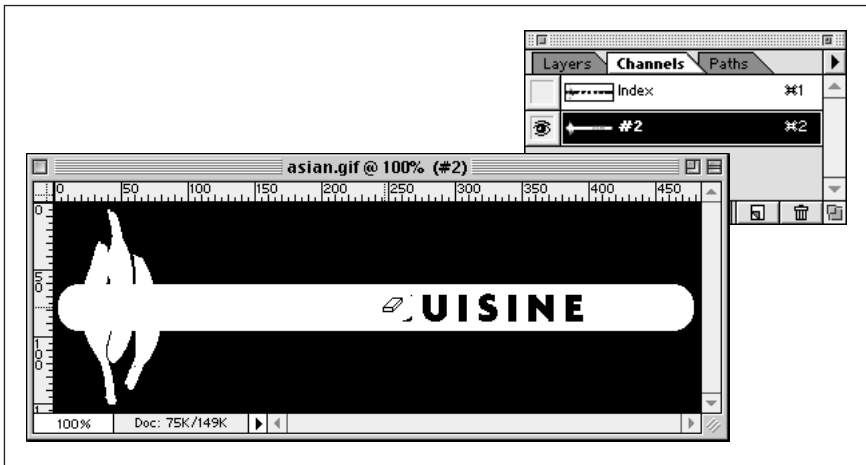 Layers Channels Paths
Index ⌘1
#2 ⌘2
asian.gif @ 100% (#2)
0 50 100 150 200 250 300 350 400 450
0
50
100
1
UISINE
100% Doc: 75K/149K